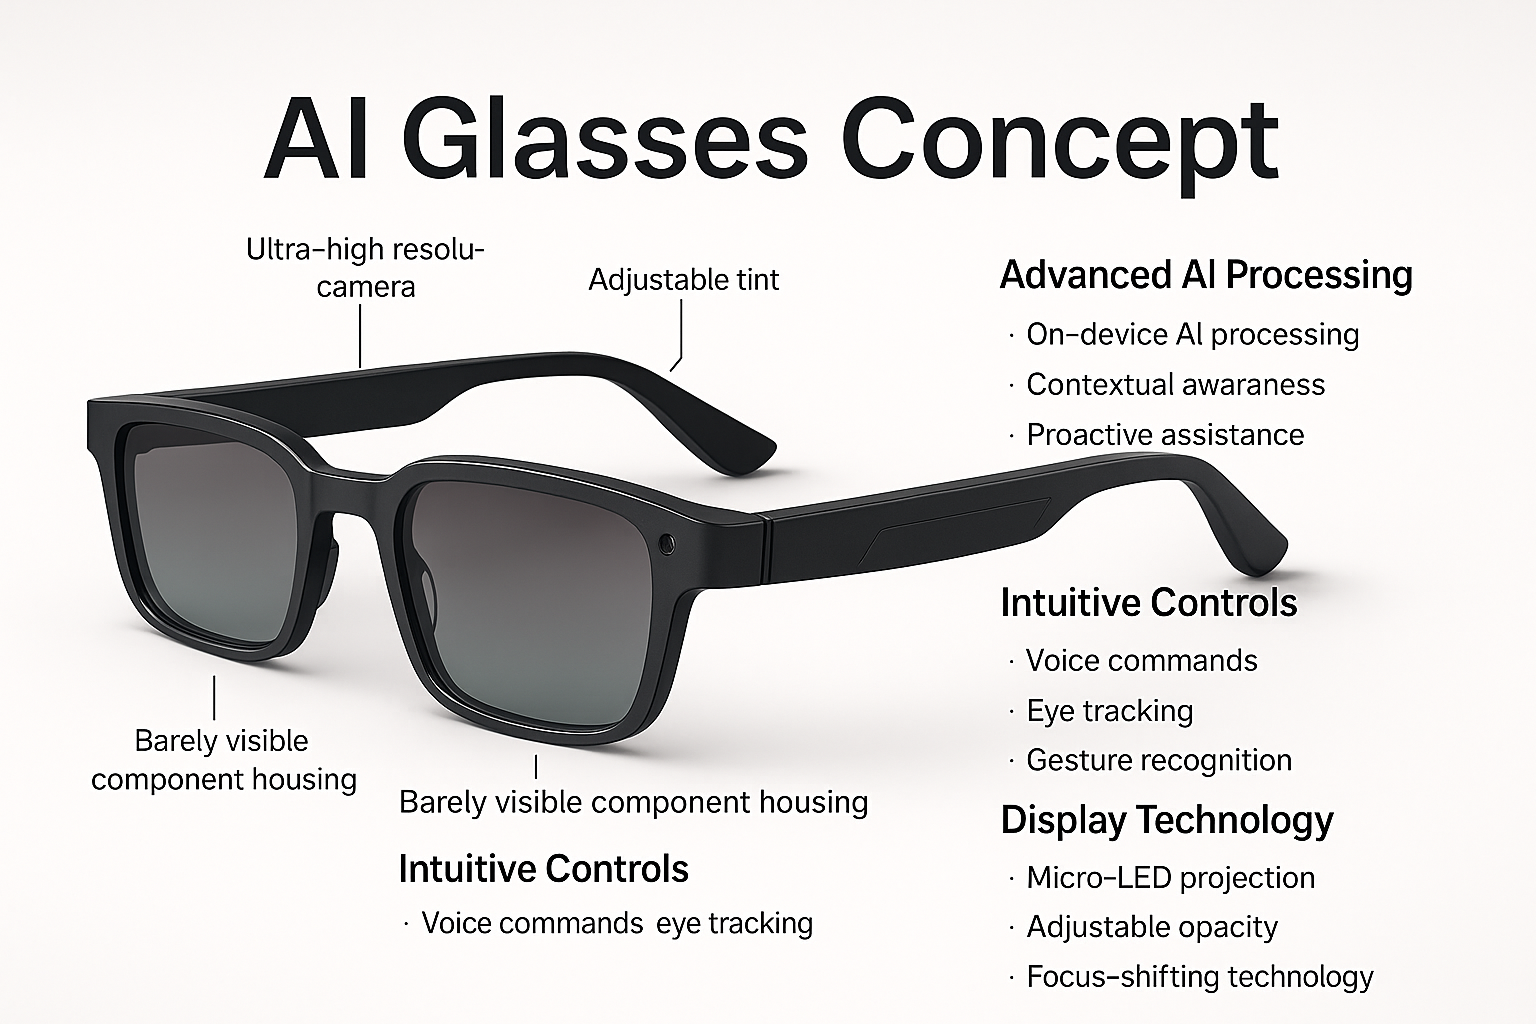 AI Glasses Concept
Ultra-high resolu-
camera
Adjustable tint
Advanced AI Processing
· On-device AI processing
· Contextual awaraness
· Proactive assistance
Intuitive Controls
· Voice commands
· Eye tracking
· Gesture recognition
Barely visible
component housing
Barely visible component housing
Intuitive Controls
· Voice commands eye tracking
Display Technology
· Micro-LED projection
· Adjustable opacity
· Focus-shifting technology